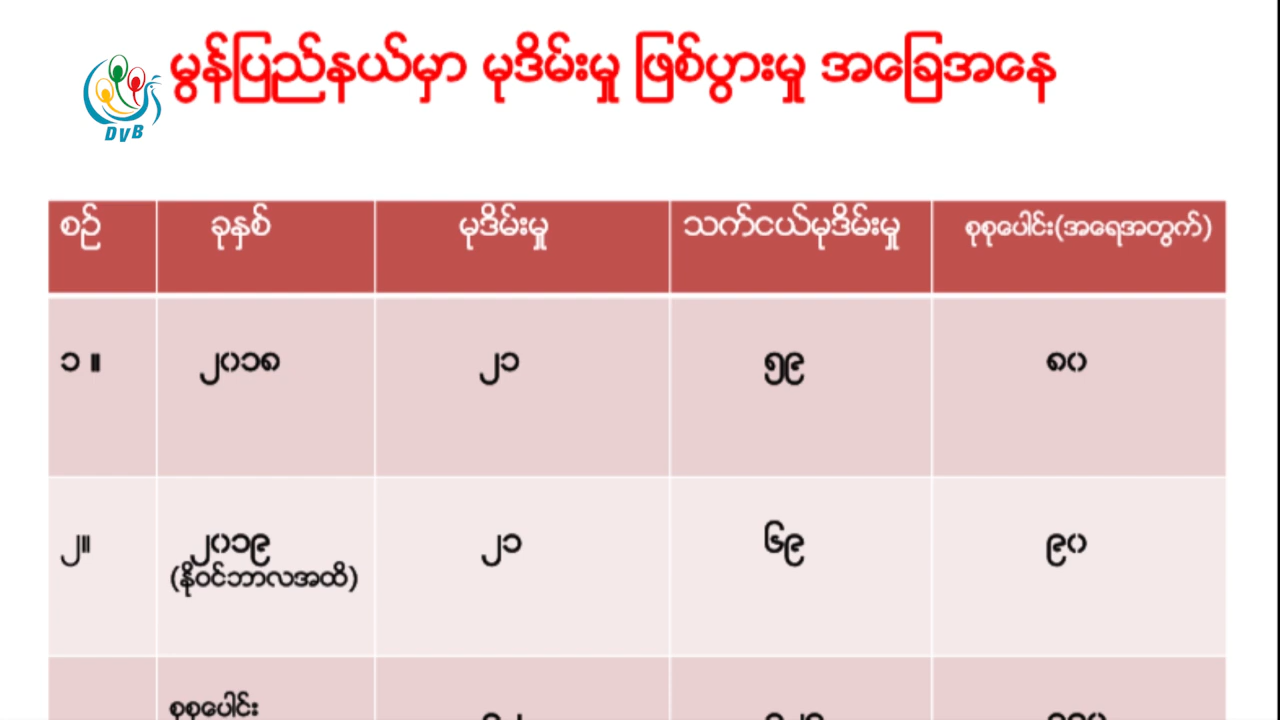 မွန်ပြည်နယ်မှာ မုဒိမ်းမှု ဖြစ်ပွားမှု အခြေအနေ
DVB
စဉ် ခုနှစ် မုဒိမ်းမှု သက်ငယ်မုဒိမ်းမှု စုစုပေါင်း(အရေအတွက်)
၁ ။ ၂၀၁၈ ၂၁ ၅၉ ၈၀
၂။ ၂၀၁၉ ၂၁ ၆၉ ၉၀
(နိုဝင်ဘာလအထိ)
စုစုပေါင်း